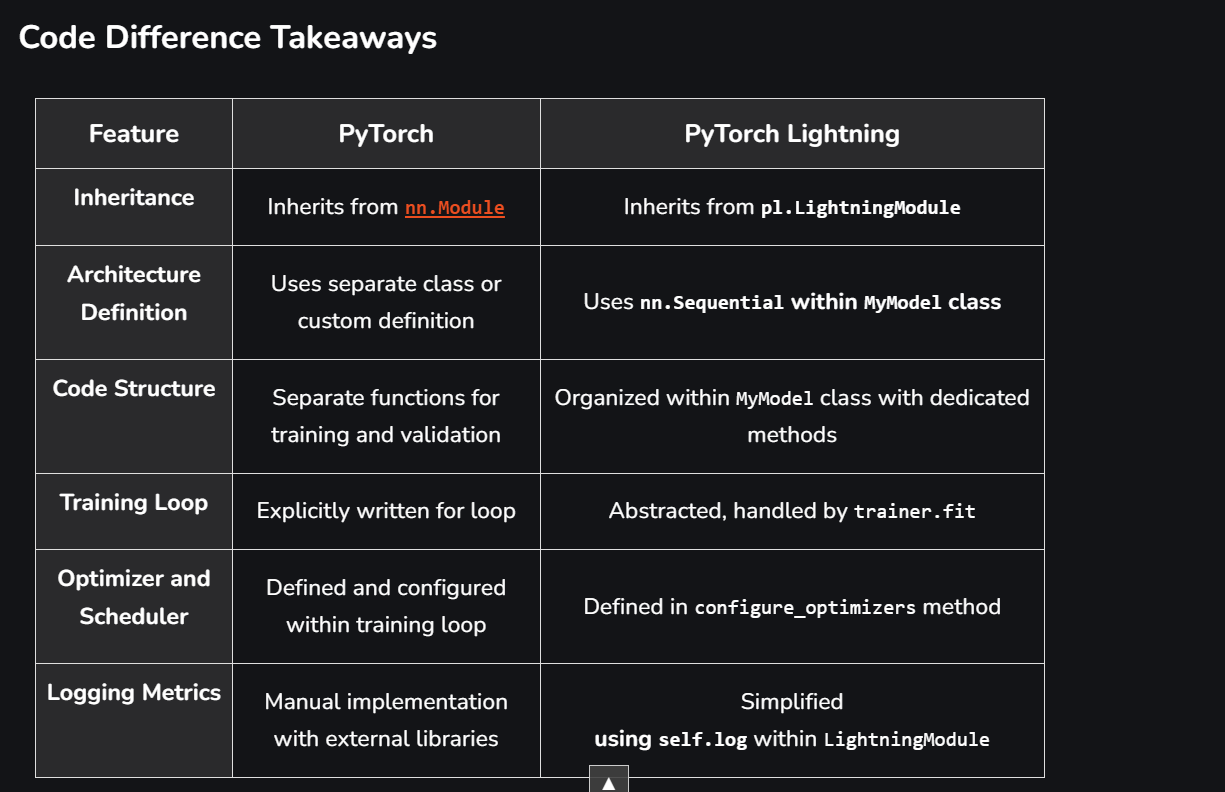 Code Difference Takeaways
Feature
PyTorch
PyTorch Lightning
Inheritance
Inherits from nn.Module
Inherits from pl.LightningModule
Architecture
Definition
Uses separate class or
custom definition
Uses nn.Sequential within MyModel class
Code Structure
Separate functions for
training and validation
Organized within MyModel class with dedicated
methods
Training Loop
Explicitly written for loop
Abstracted, handled by trainer.fit
Optimizer and
Scheduler
Defined and configured
within training loop
Defined in configure_optimizers method
Logging Metrics
Manual implementation
with external libraries
Simplified
using self.log within LightningModule